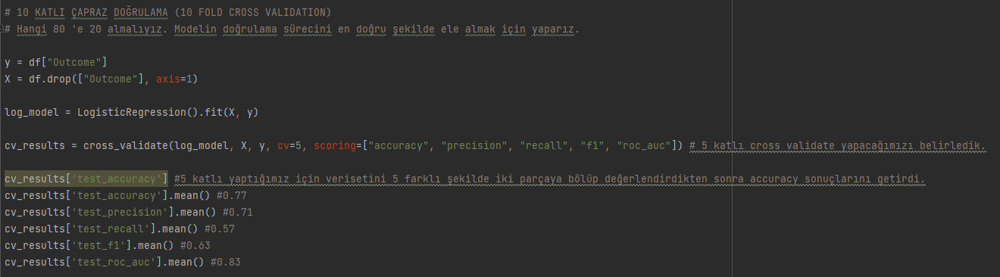 # 10 KATLI ÇAPRAZ DOĞRULAMA (10 FOLD CROSS VALIDATION)
# Hangi 80 'e 20 almalıyız. Modelin doğrulama sürecini en doğru şekilde ele almak için yaparız.
y = df["Outcome"]
X = df.drop(["Outcome"], axis=1)
log_model = LogisticRegression().fit(X, y)
cv_results = cross_validate(log_model, X, y, cv=5, scoring=["accuracy", "precision", "recall", "f1", "roc_auc"]) # 5 katlı cross validate yapacağımızı belirledik.
cv_results['test_accuracy'] #5 katlı yaptığımız için verisetini 5 farklı şekilde iki parçaya bölüp değerlendirdikten sonra accuracy sonuçlarını getirdi.
cv_results['test_accuracy'].mean() #0.77
cv_results['test_precision'].mean() #0.71
cv_results['test_recall'].mean() #0.57
cv_results['test_f1'].mean() #0.63
cv_results['test_roc_auc'].mean() #0.83